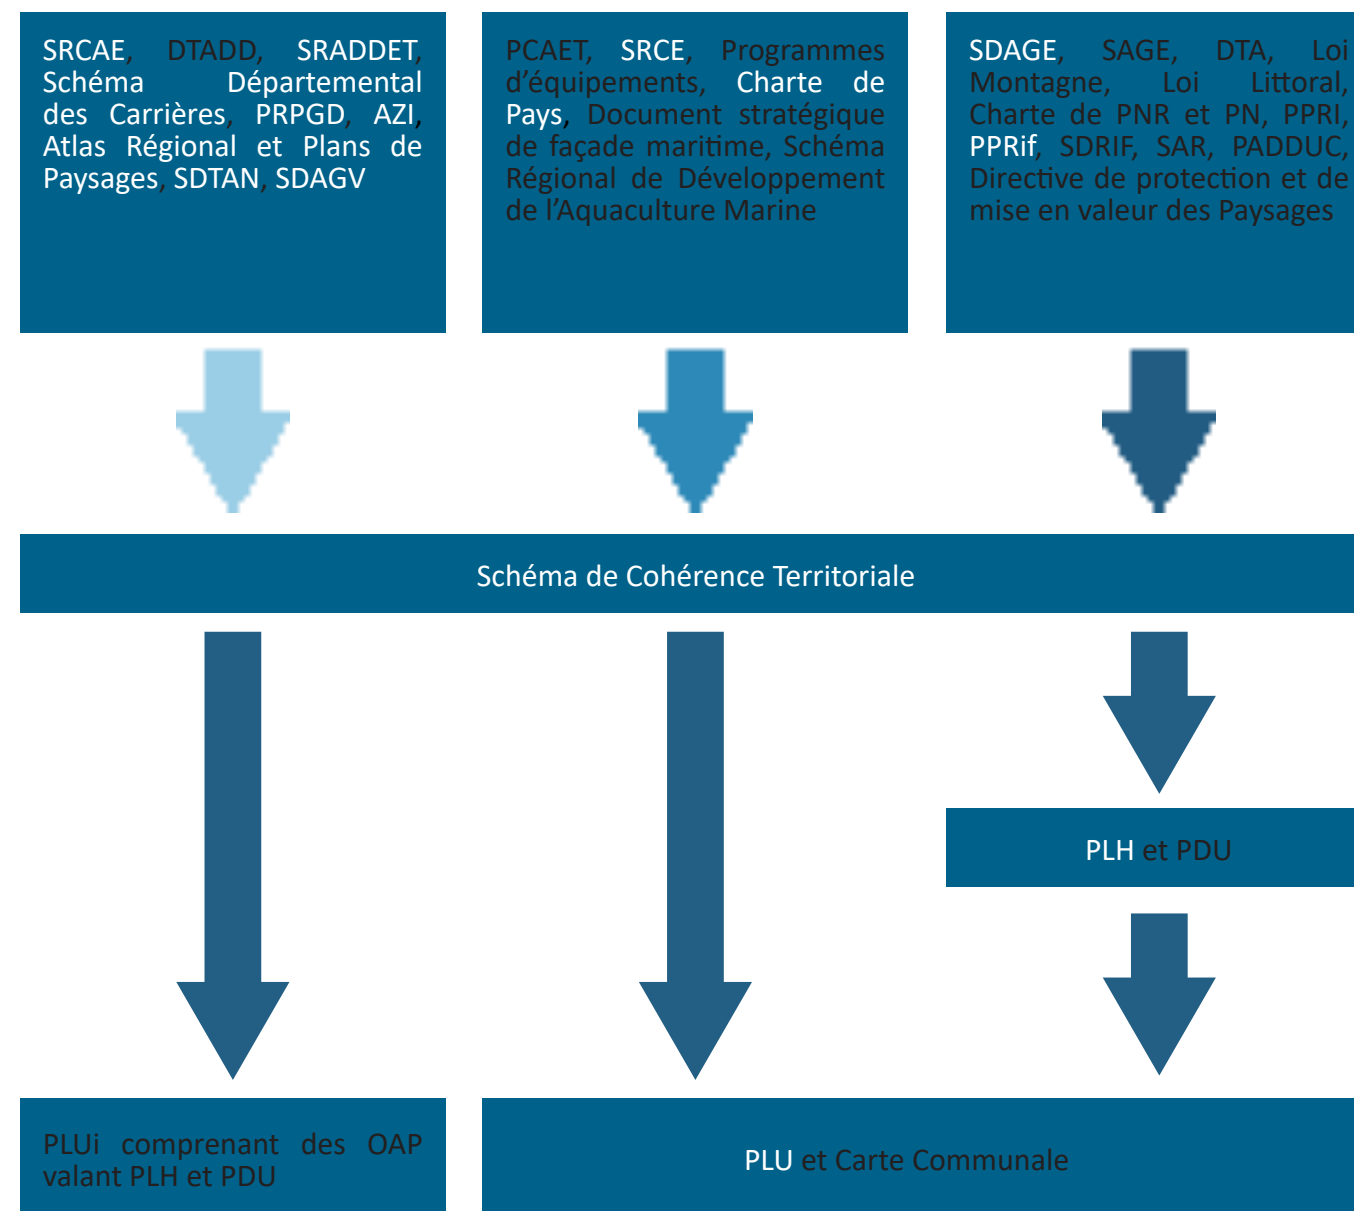 SRCAE, DTADD, SRADDET,
Schéma Départemental
des Carrières, PRPGD, AZI,
Atlas Régional et Plans de
Paysages, SDTAN, SDAGV
PCAET, SRCE, Programmes
d'équipements, Charte de
Pays, Document stratégique
de façade maritime, Schéma
Régional de Développement
de l'Aquaculture Marine
SDAGE, SAGE, DTA, Loi
Montagne, Loi Littoral,
Charte de PNR et PN, PPRI,
PPRif, SDRIF, SAR, PADDUC,
Directive de protection et de
mise en valeur des Paysages
Schéma de Cohérence Territoriale
PLH et PDU
PLUi comprenant des OAP
valant PLH et PDU
PLU et Carte Communale